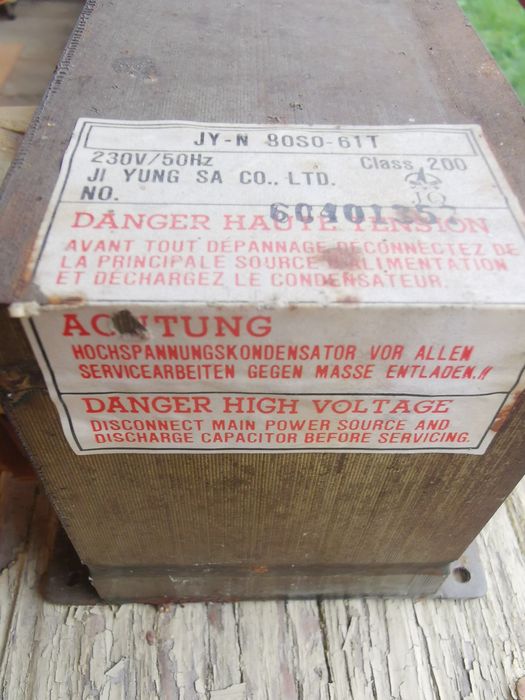 JY-N 80S0-61T
230V/50Hz Class 200
JI YUNG SA CO., LTD.
JQ
NO. 60401357
DANGER HAUTE TENSION
AVANT TOUT DÉPANNAGE DÉCONNECTEZ DE
LA PRINCIPALE SOURCE D'ALIMENTATION
ET DÉCHARGEZ LE CONDENSATEUR.
ACHTUNG
HOCHSPANNUNGSKONDENSATOR VOR ALLEN
SERVICEARBEITEN GEGEN MASSE ENTLADEN.!!
DANGER HIGH VOLTAGE
DISCONNECT MAIN POWER SOURCE AND
DISCHARGE CAPACITOR BEFORE SERVICING.